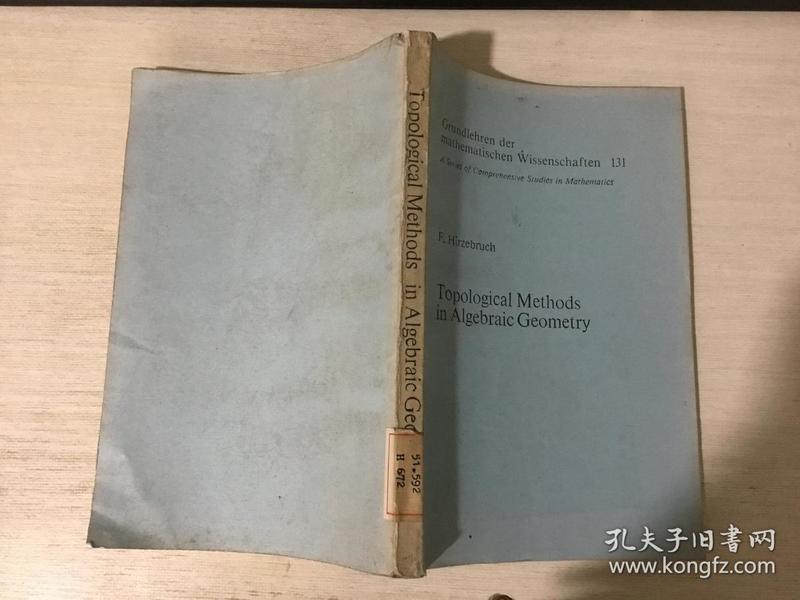 Grundlehren der
mathematischen Wissenschaften 131
A Series of Comprehensive Studies in Mathematics
F. Hirzebruch
Topological Methods
in Algebraic Geometry
Topological Methods in Algebraic Geo
51.592
H 672
孔夫子旧书网
www.kongfz.com